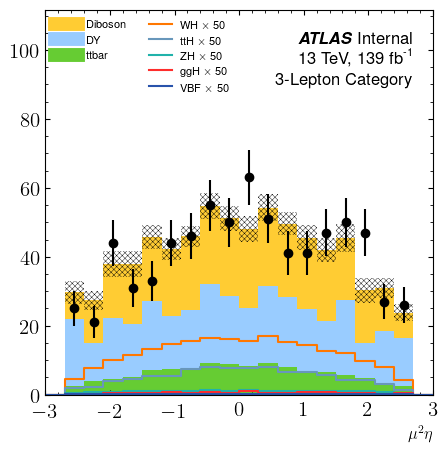 Diboson
DY
ttbar
WH × 50
ttH × 50
ZH × 50
ggH × 50
VBF × 50
ATLAS Internal
13 TeV, 139 fb⁻¹
3-Lepton Category
100
80
60
40
20
0
−3 −2 −1 0 1 2 3
μ²η